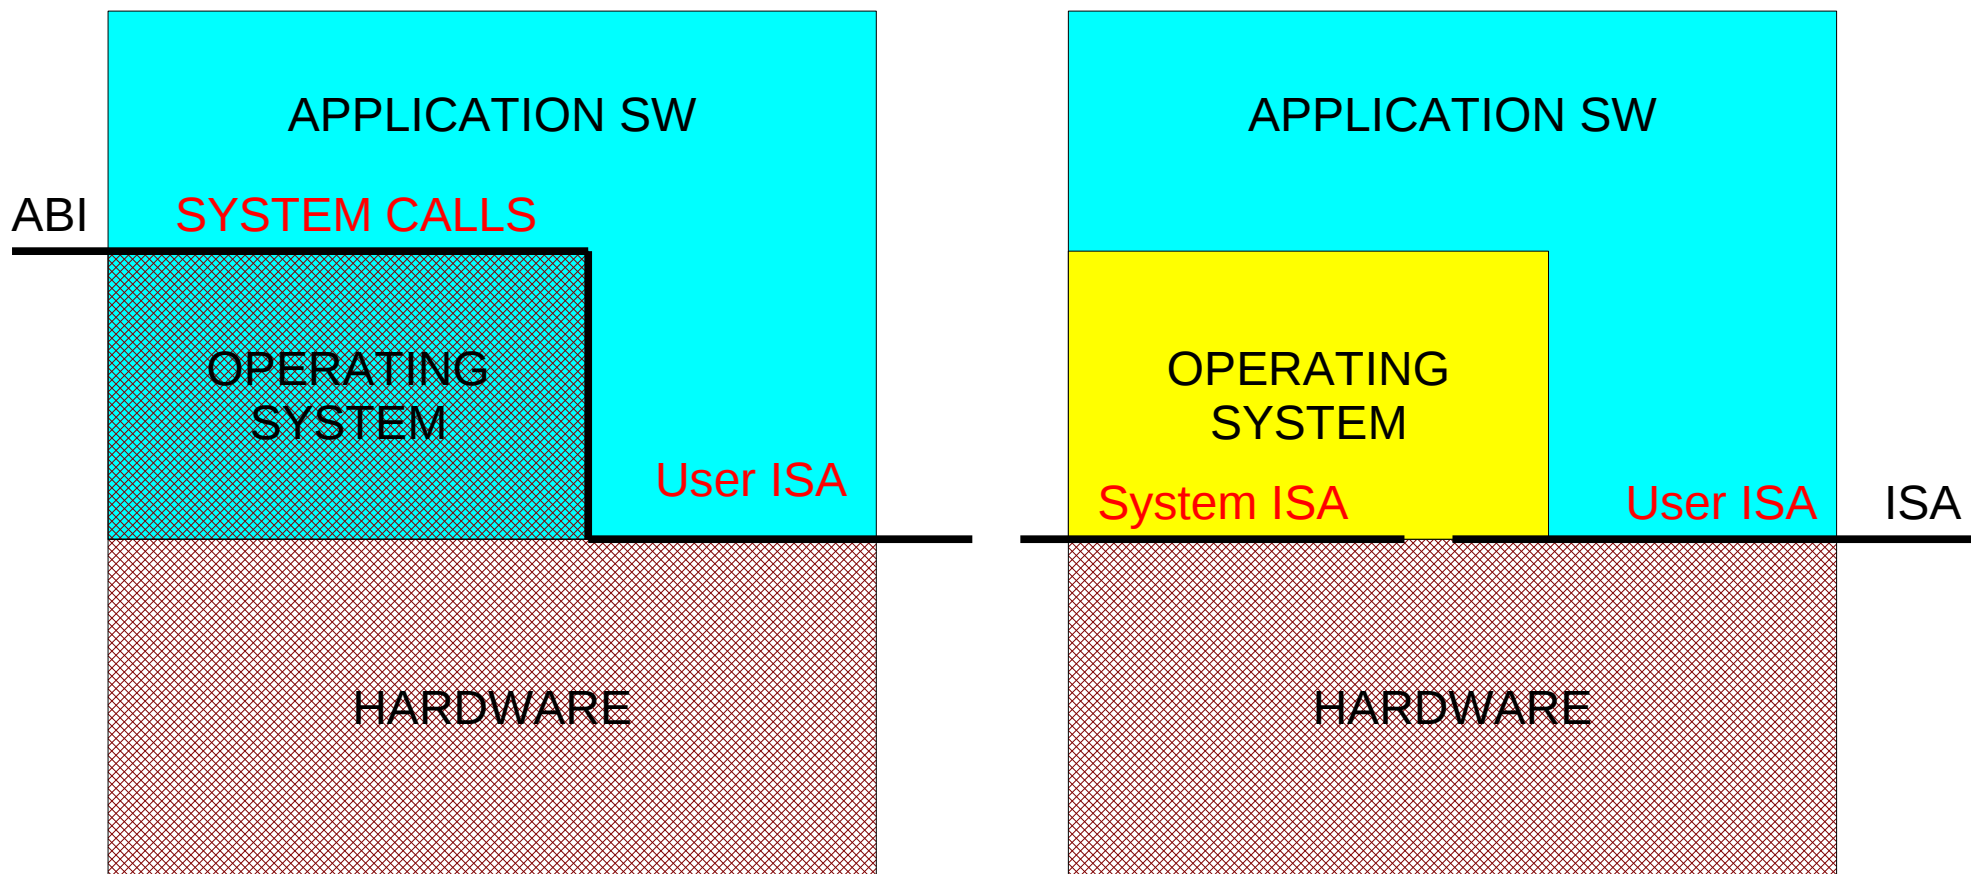 APPLICATION SW
ABI
SYSTEM CALLS
OPERATING
SYSTEM
User ISA
HARDWARE
APPLICATION SW
OPERATING
SYSTEM
System ISA
User ISA
ISA
HARDWARE